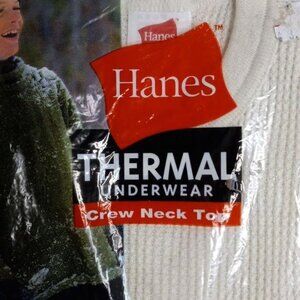 Hanes
Hanes
THERMAL
UNDERWEAR
Crew Neck Top